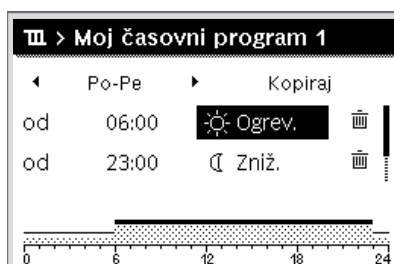 > Moj časovni program 1
Po-Pe Kopiraj
od 06:00 Ogrev.
od 23:00 Zniž.
0 6 12 18 24